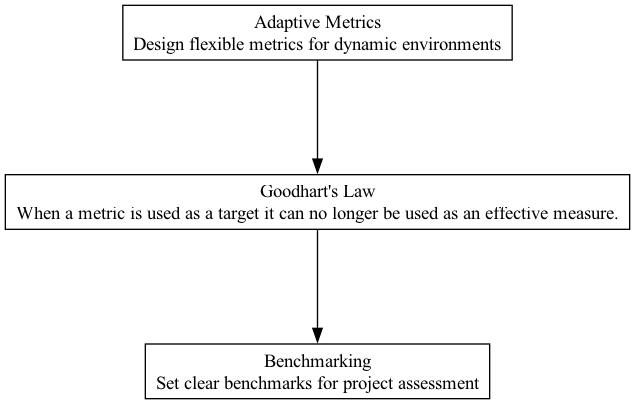 Adaptive Metrics
Design flexible metrics for dynamic environments
Goodhart's Law
When a metric is used as a target it can no longer be used as an effective measure.
Benchmarking
Set clear benchmarks for project assessment